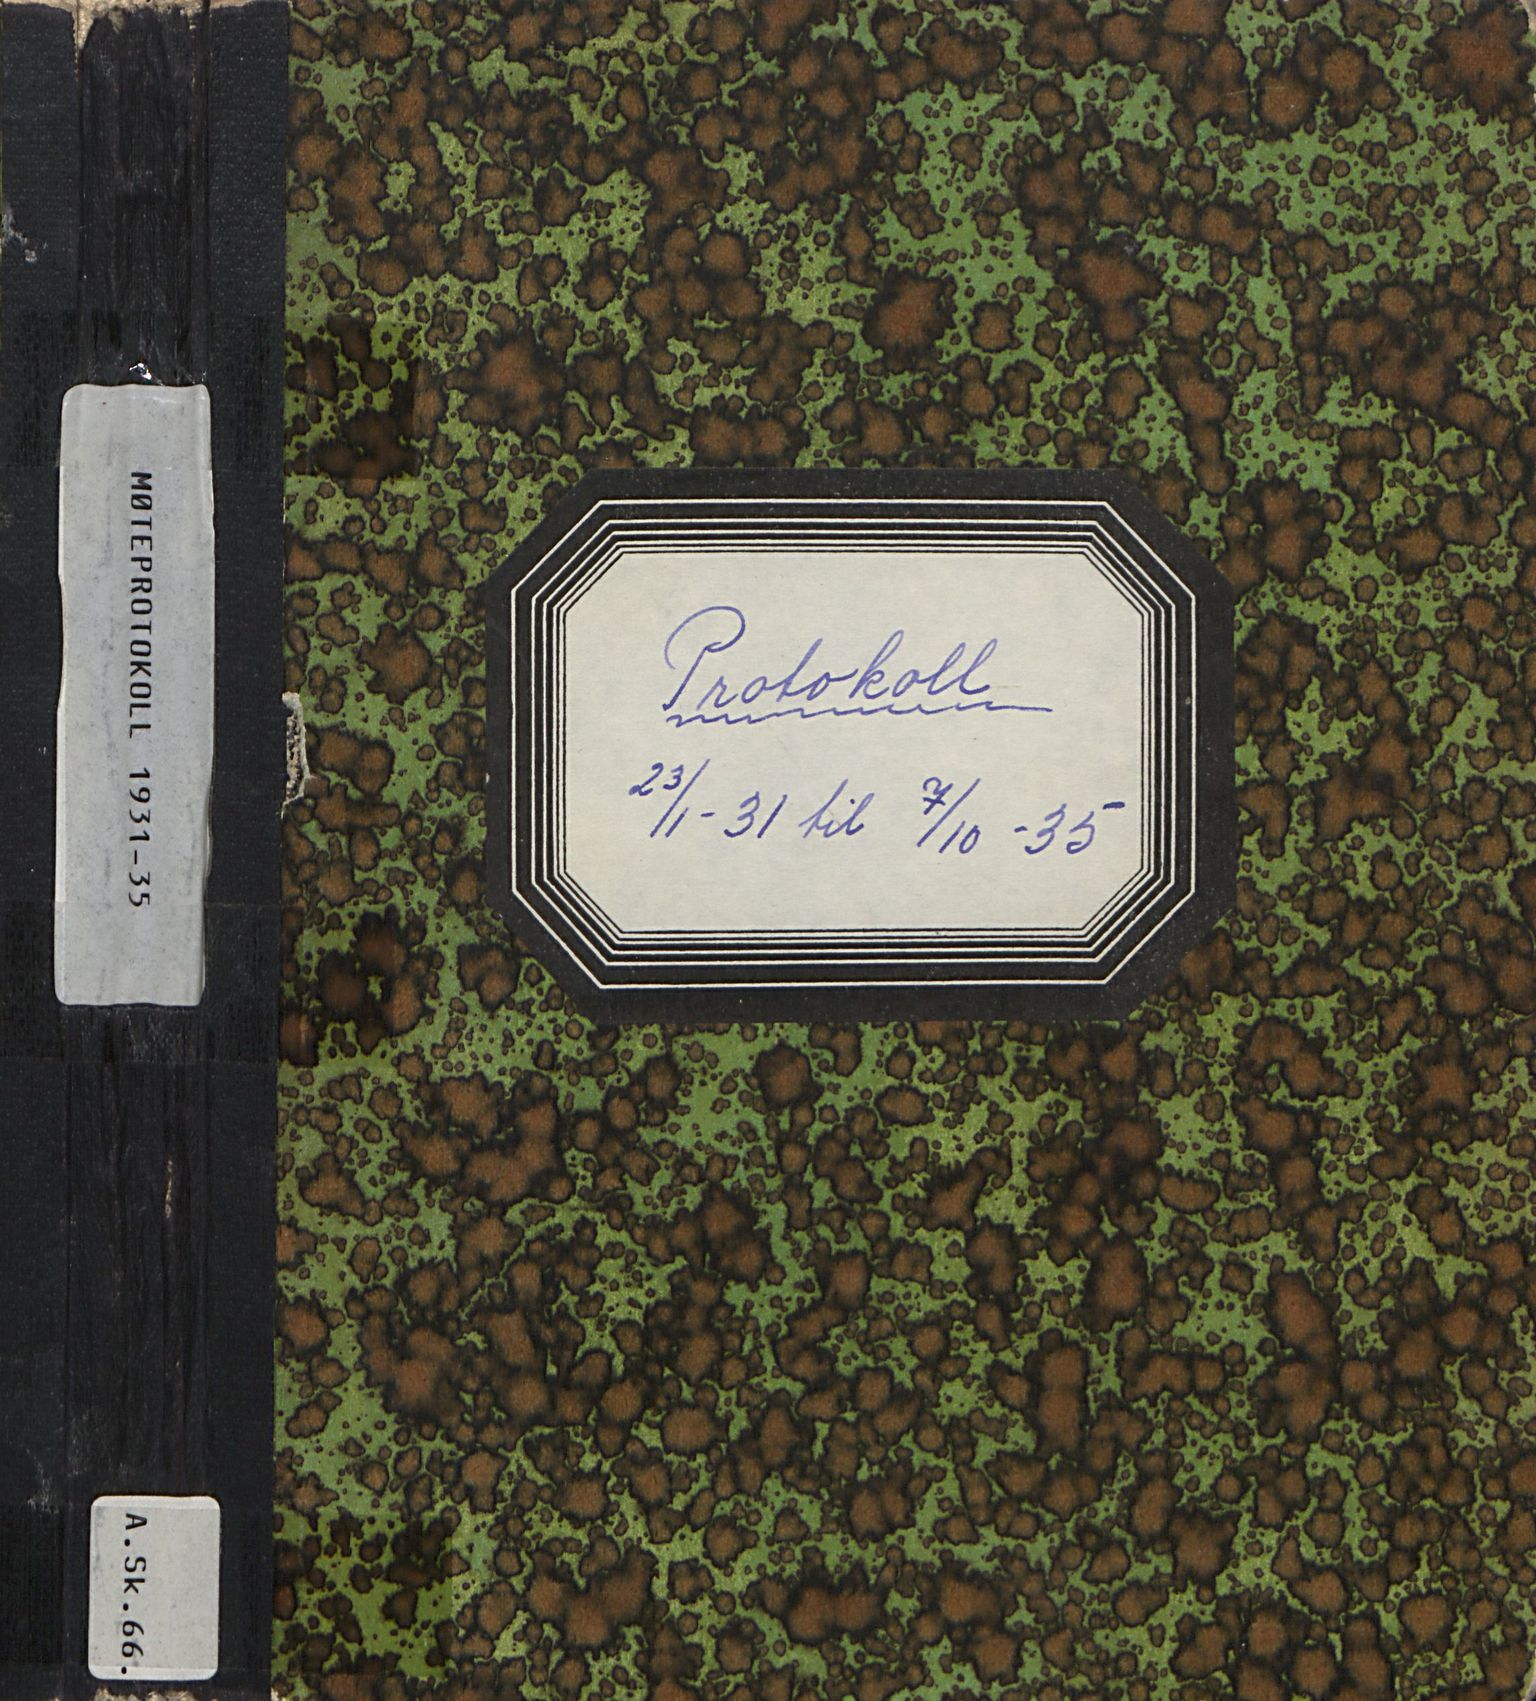 MØTEPROTOKOLL 1931-35
A.Sk.66.
Protokoll
23/1-31 til 7/10-35